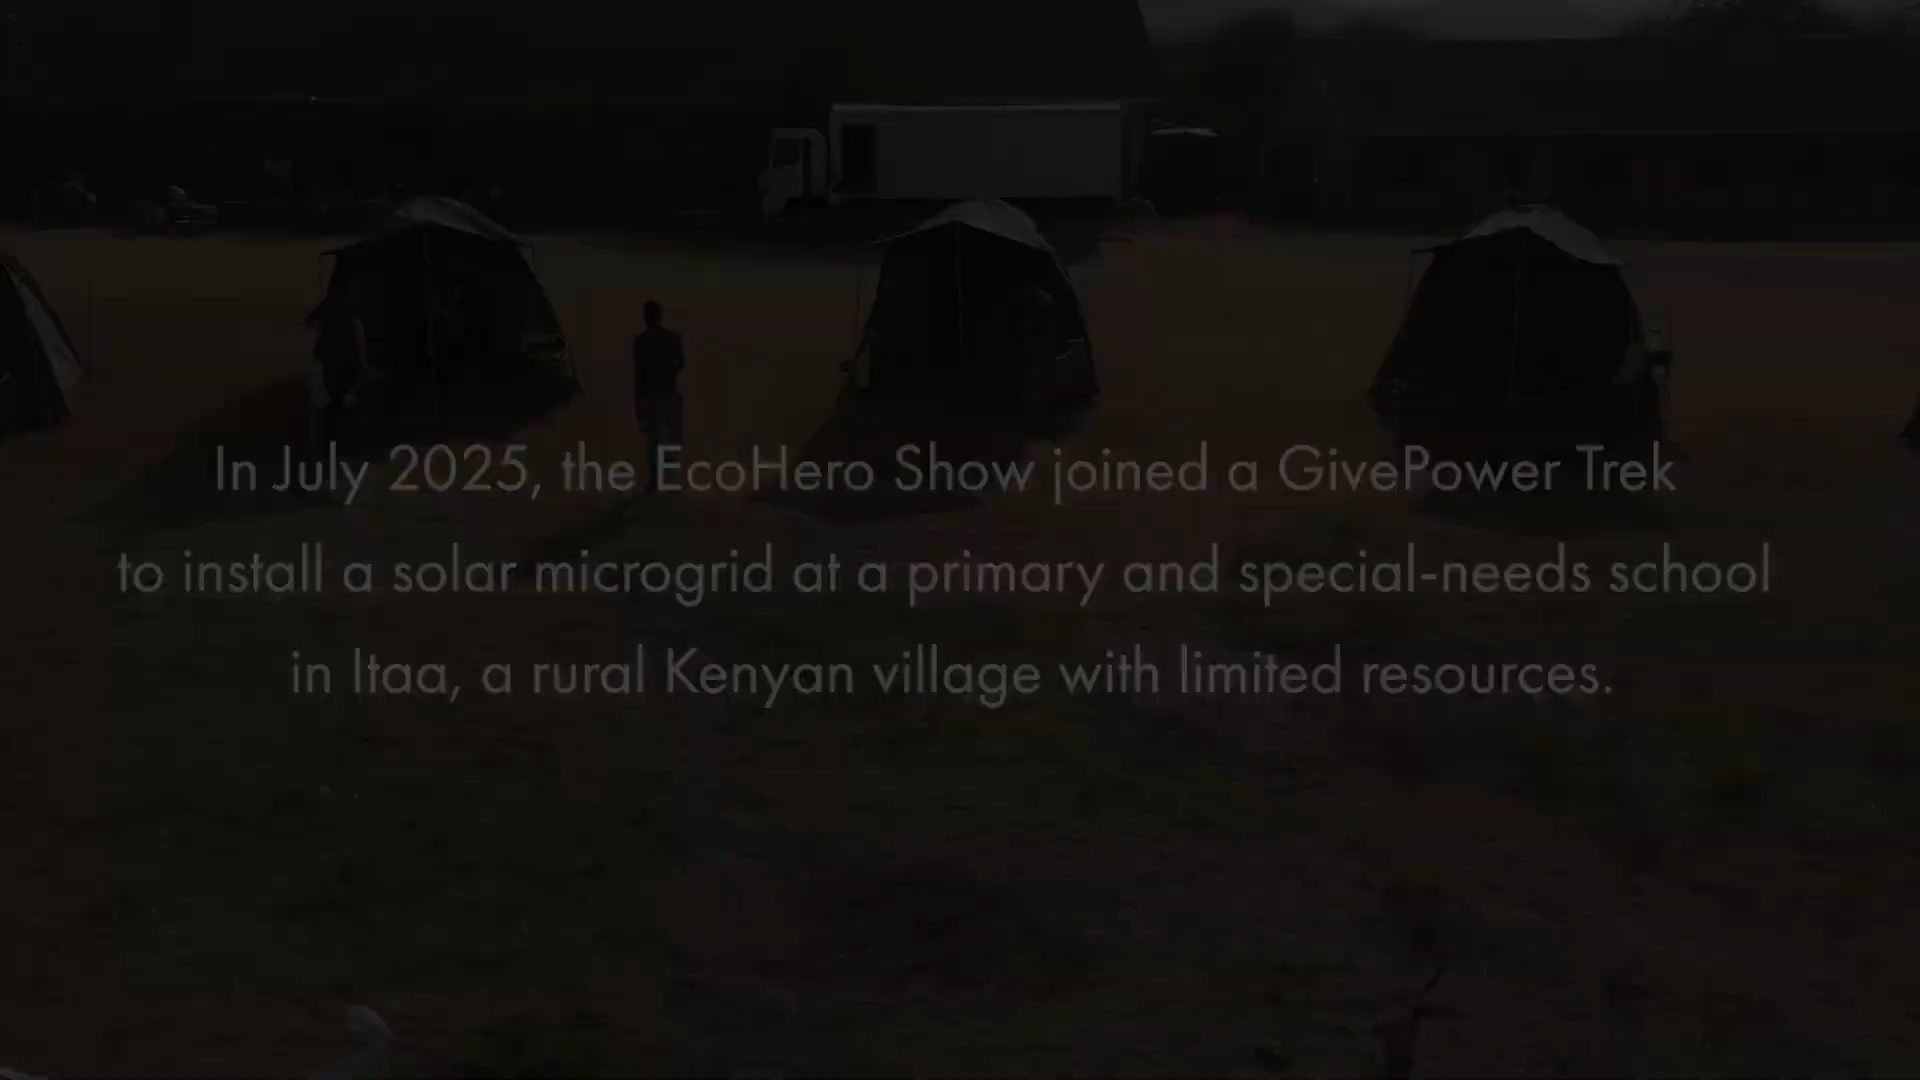 In July 2025, the EcoHero Show joined a GivePower Trek
to install a solar microgrid at a primary and special-needs school
in Itaa, a rural Kenyan village with limited resources.